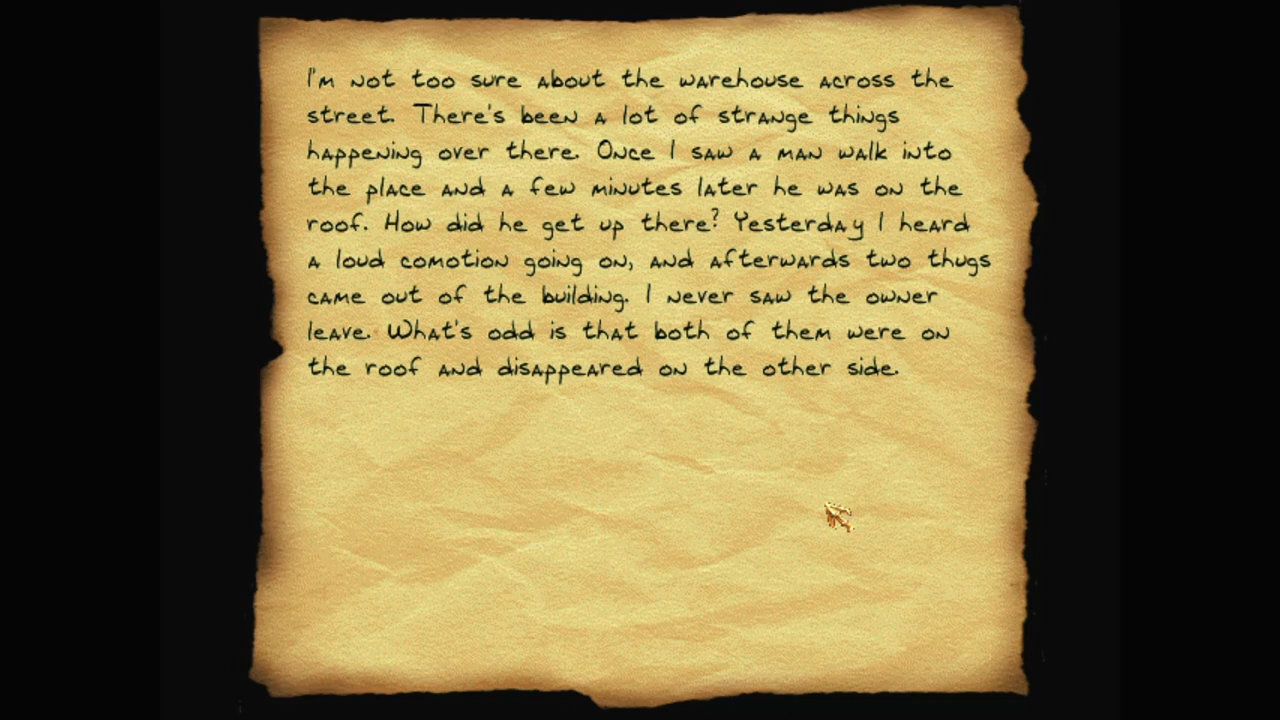 I'm not too sure about the warehouse across the
street. There's been a lot of strange things
happening over there. Once I saw a man walk into
the place and a few minutes later he was on the
roof. How did he get up there? Yesterday I heard
a loud comotion going on, and afterwards two thugs
came out of the building. I never saw the owner
leave. What's odd is that both of them were on
the roof and disappeared on the other side.